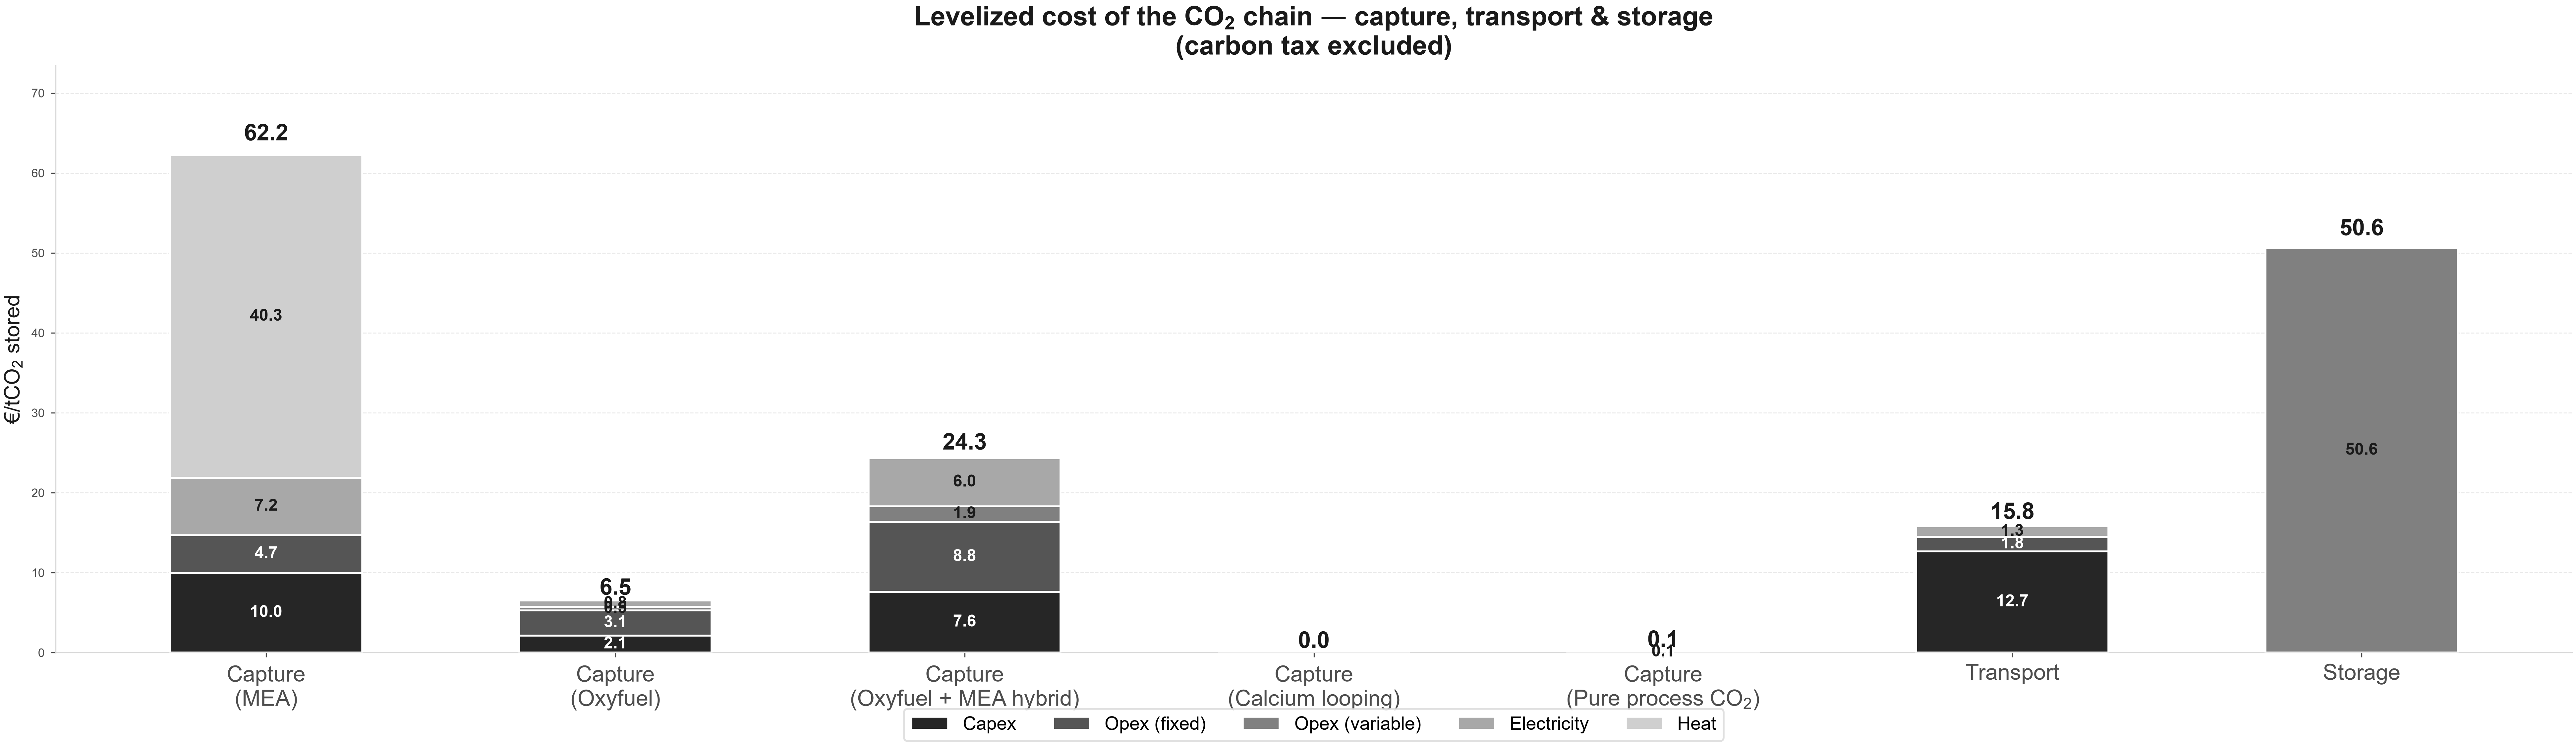 Levelized cost of the CO₂ chain — capture, transport & storage
(carbon tax excluded)
€/tCO₂ stored
70
60
50
40
30
20
10
0
62.2
40.3
7.2
4.7
10.0
6.5
0.8
3.1
2.1
24.3
6.0
1.9
8.8
7.6
0.0
0.1
0.1
15.8
1.3
1.8
12.7
50.6
50.6
Capture
(MEA)
Capture
(Oxyfuel)
Capture
(Oxyfuel + MEA hybrid)
Capture
(Calcium looping)
Capture
(Pure process CO₂)
Transport
Storage
Capex
Opex (fixed)
Opex (variable)
Electricity
Heat